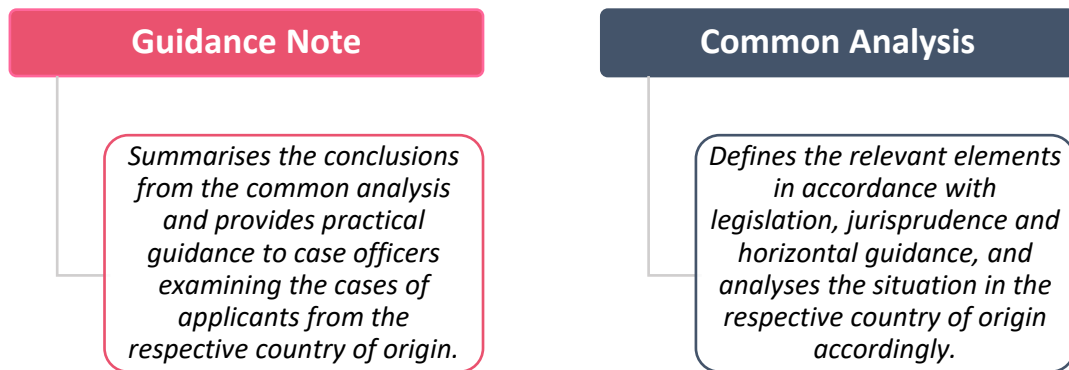 Guidance Note
Summarises the conclusions
from the common analysis
and provides practical
guidance to case officers
examining the cases of
applicants from the
respective country of origin.
Common Analysis
Defines the relevant elements
in accordance with
legislation, jurisprudence and
horizontal guidance, and
analyses the situation in the
respective country of origin
accordingly.